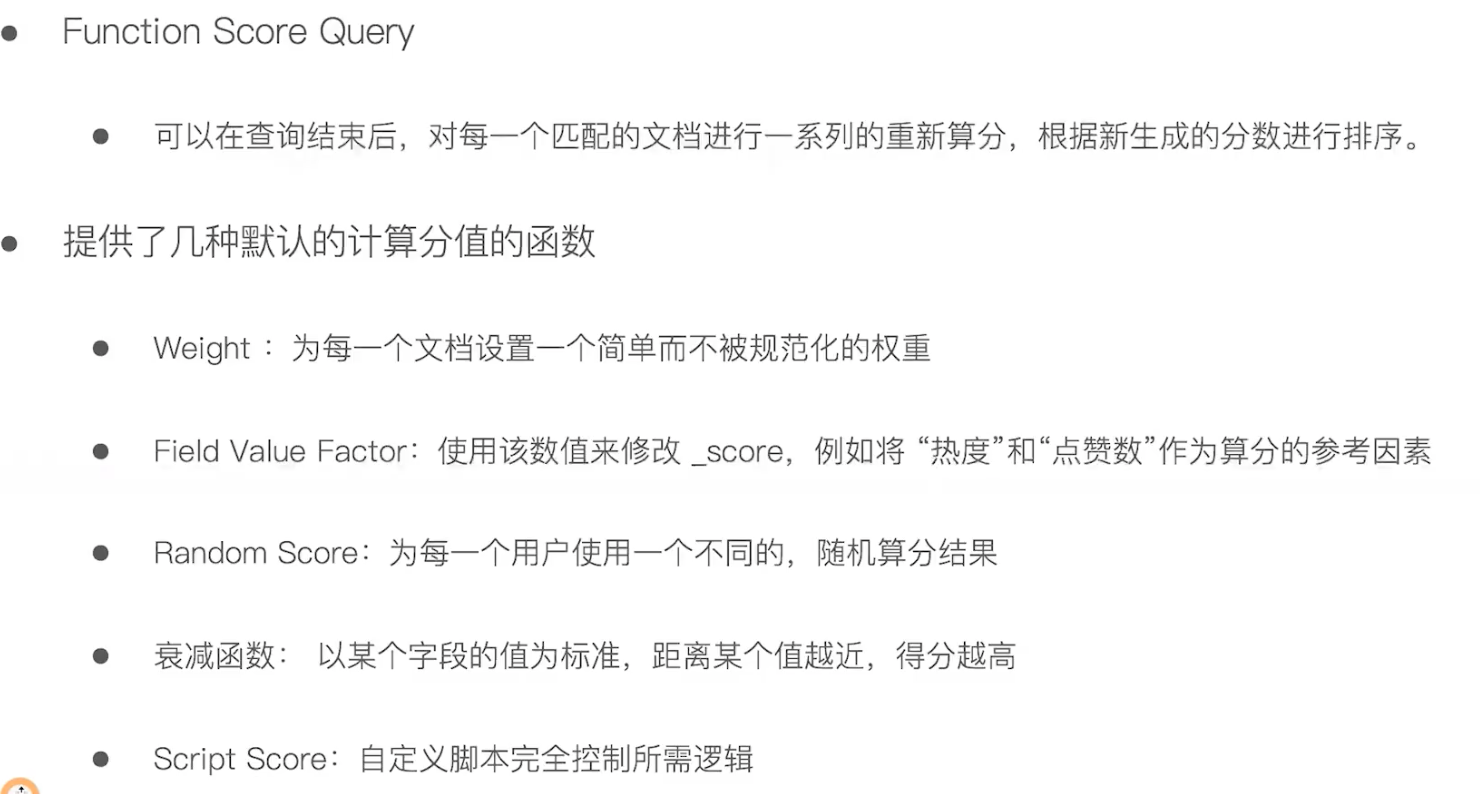 Function Score Query
可以在查询结束后，对每一个匹配的文档进行一系列的重新算分，根据新生成的分数进行排序。
提供了几种默认的计算分值的函数
Weight ：为每一个文档设置一个简单而不被规范化的权重
Field Value Factor：使用该数值来修改 _score，例如将 “热度”和“点赞数”作为算分的参考因素
Random Score：为每一个用户使用一个不同的，随机算分结果
衰减函数： 以某个字段的值为标准，距离某个值越近，得分越高
Script Score：自定义脚本完全控制所需逻辑